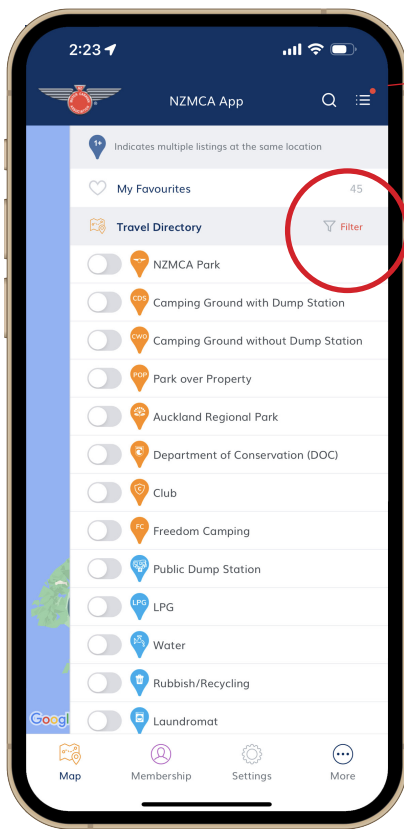 2:23
NZMCA App
1+ Indicates multiple listings at the same location
My Favourites 45
Travel Directory Filter
NZMCA Park
CDS Camping Ground with Dump Station
CWO Camping Ground without Dump Station
POP Park over Property
Auckland Regional Park
Department of Conservation (DOC)
C Club
FC Freedom Camping
Public Dump Station
LPG LPG
Water
Rubbish/Recycling
Googl Laundromat
Map Membership Settings More